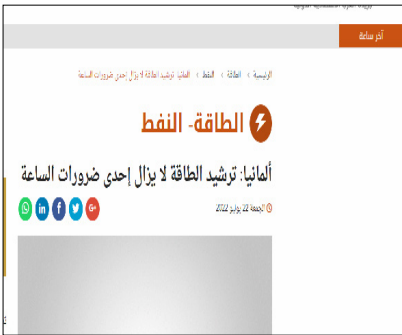 آخر ساعة
الرئيسية › الطاقة › النفط › ألمانيا: ترشيد الطاقة لا يزال إحدى ضرورات الساعة
الطاقة- النفط
ألمانيا: ترشيد الطاقة لا يزال إحدى ضرورات الساعة
الجمعة 22 يوليو 2022